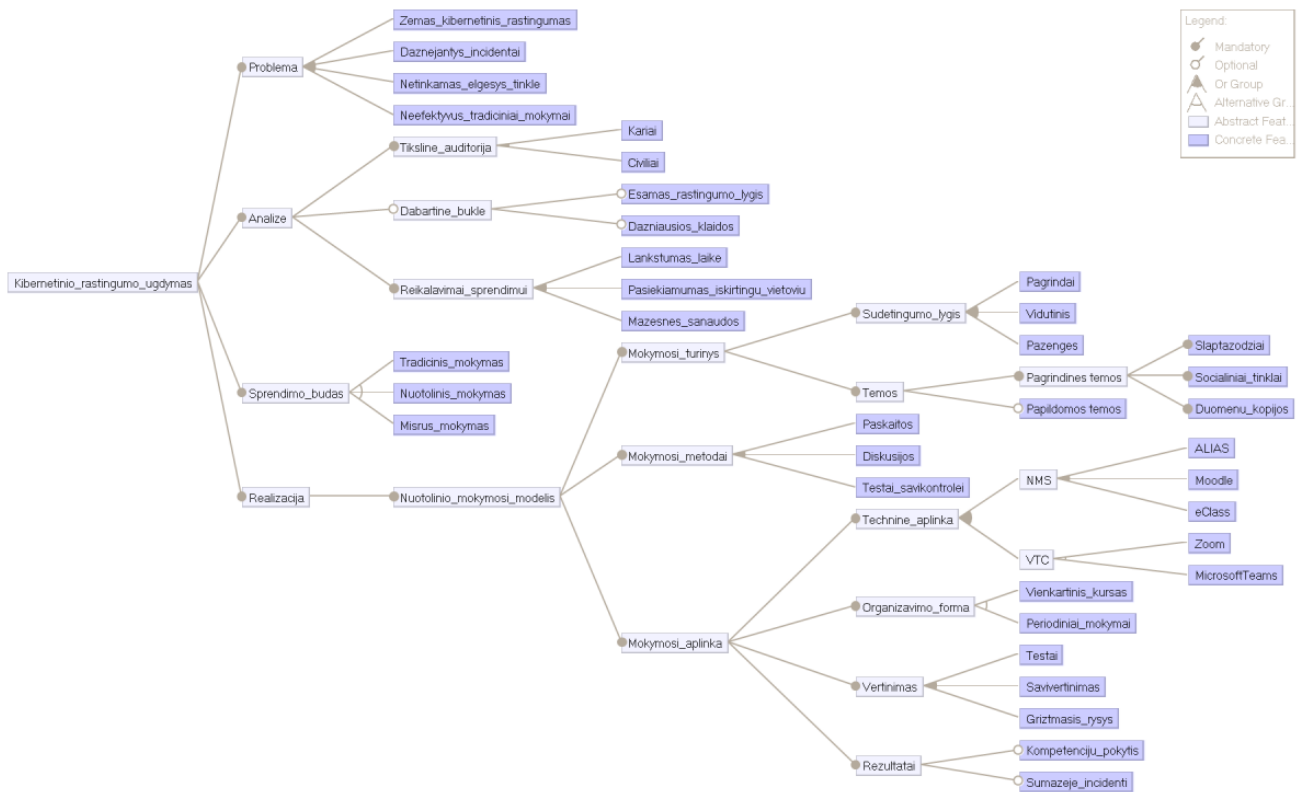 Kibernetinio_rastingumo_ugdymas
Problema
Zemas_kibernetinis_rastingumas
Daznejantys_incidentai
Netinkamas_elgesys_tinkle
Neefektyvus_tradiciniai_mokymai
Analize
Tiksline_auditorija
Kariai
Civiliai
Dabartine_bukle
Esamas_rastingumo_lygis
Dazniausios_klaidos
Reikalavimai_sprendimui
Lankstumas_laike
Pasiekiamumas_iskirtingu_vietoviu
Mazesnes_sanaudos
Sprendimo_budas
Tradicinis_mokymas
Nuotolinis_mokymas
Misrus_mokymas
Realizacija
Nuotolinio_mokymosi_modelis
Mokymosi_turinys
Sudetingumo_lygis
Pagrindai
Vidutinis
Pazenges
Temos
Pagrindines temos
Slaptazodziai
Socialiniai_tinklai
Duomenu_kopijos
Papildomos temos
Mokymosi_metodai
Paskaitos
Diskusijos
Testai_savikontrolei
Mokymosi_aplinka
Technine_aplinka
NMS
ALIAS
Moodle
eClass
VTC
Zoom
MicrosoftTeams
Organizavimo_forma
Vienkartinis_kursas
Periodiniai_mokymai
Vertinimas
Testai
Savivertinimas
Griztmasis_rysys
Rezultatai
Kompetenciju_pokytis
Sumazeje_incidenti
Legend:
Mandatory
Optional
Or Group
Alternative Gr...
Abstract Feat...
Concrete Fea...